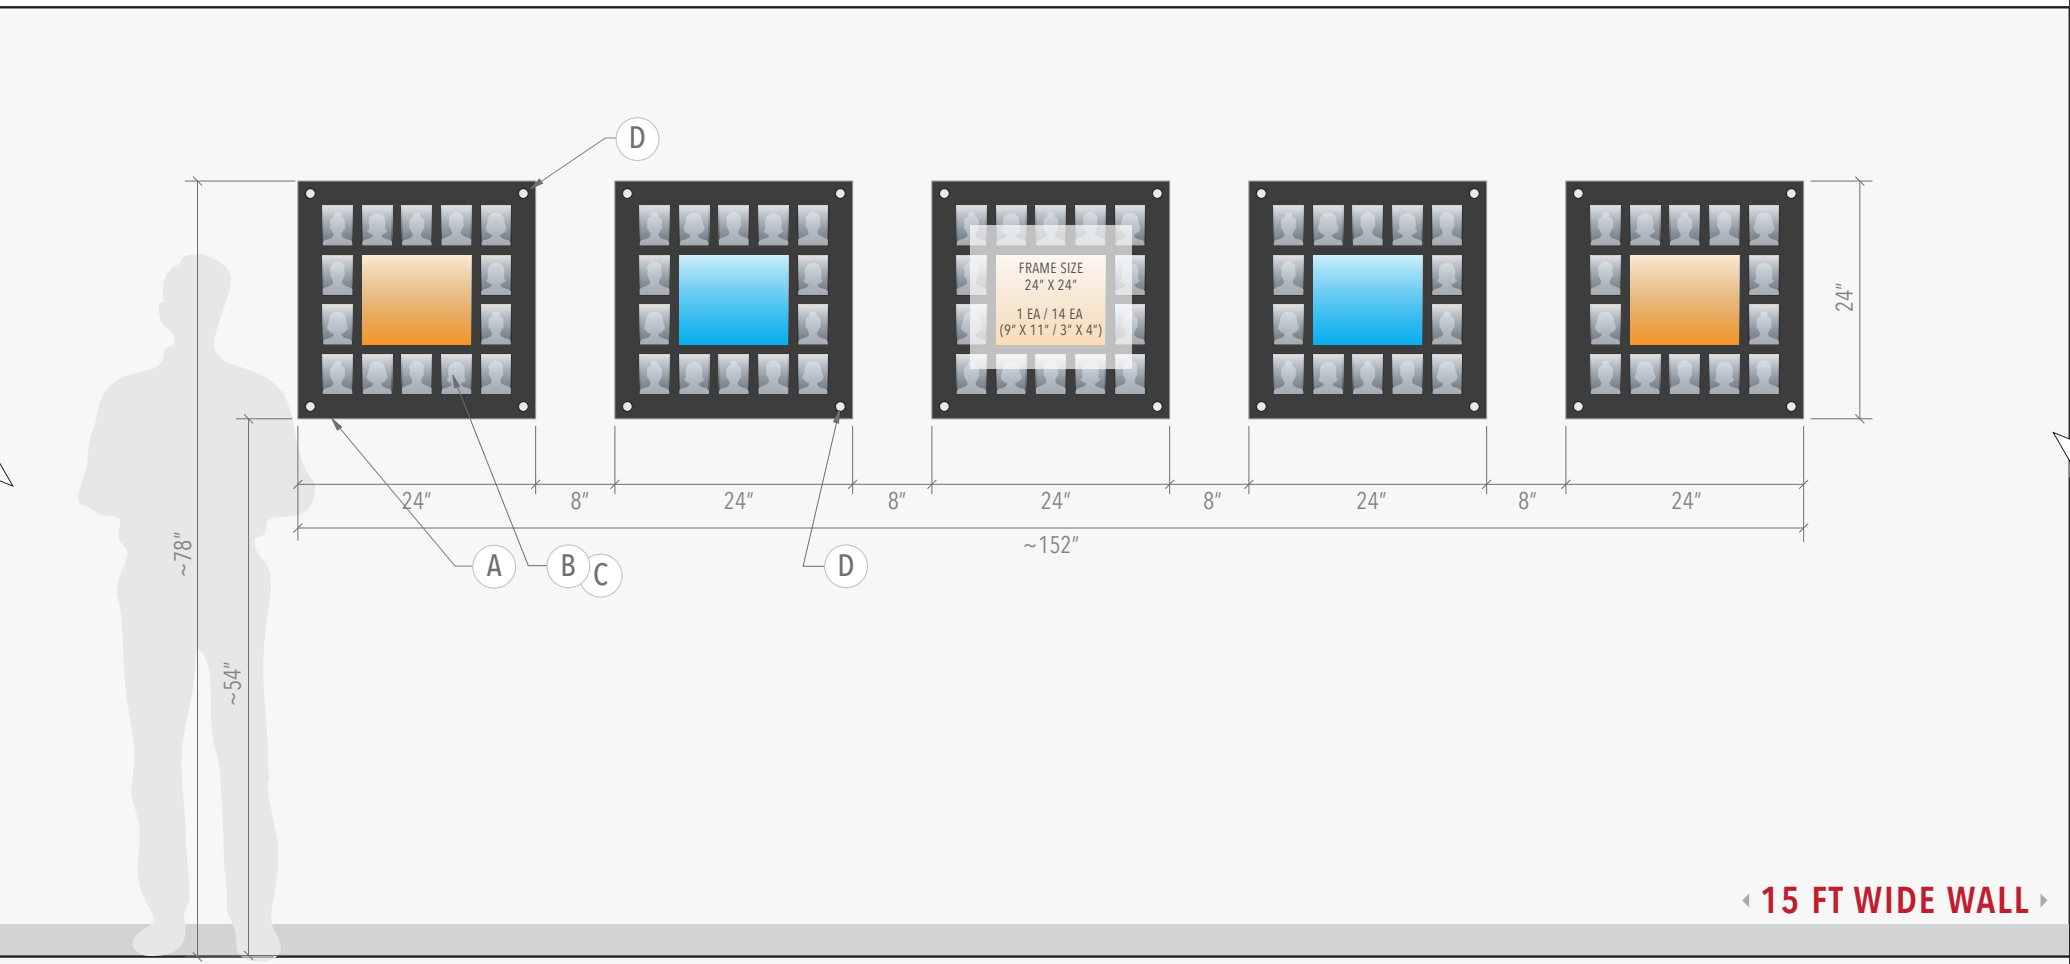 D
FRAME SIZE
24" X 24"
1 EA / 14 EA
(9" X 11" / 3" X 4")
24"
24"
8"
24"
8"
24"
8"
24"
8"
24"
~152"
~78"
~54"
A
B
C
D
15 FT WIDE WALL